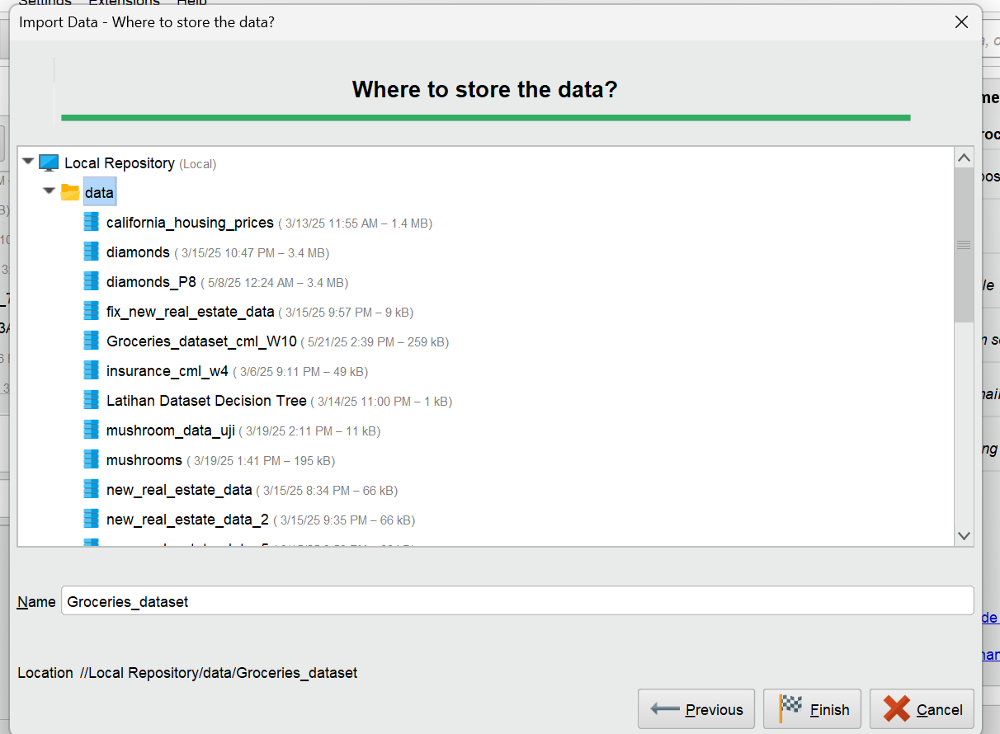 Settings Extensions Help
Import Data - Where to store the data?
Where to store the data?
Local Repository (Local)
data
california_housing_prices ( 3/13/25 11:55 AM – 1.4 MB)
diamonds ( 3/15/25 10:47 PM – 3.4 MB)
diamonds_P8 ( 5/8/25 12:24 AM – 3.4 MB)
fix_new_real_estate_data ( 3/15/25 9:57 PM – 9 kB)
Groceries_dataset_cml_W10 ( 5/21/25 2:39 PM – 259 kB)
insurance_cml_w4 ( 3/6/25 9:11 PM – 49 kB)
Latihan Dataset Decision Tree ( 3/14/25 11:00 PM – 1 kB)
mushroom_data_uji ( 3/19/25 2:11 PM – 11 kB)
mushrooms ( 3/19/25 1:41 PM – 195 kB)
new_real_estate_data ( 3/15/25 8:34 PM – 66 kB)
new_real_estate_data_2 ( 3/15/25 9:35 PM – 66 kB)
Name Groceries_dataset
Location //Local Repository/data/Groceries_dataset
Previous Finish Cancel